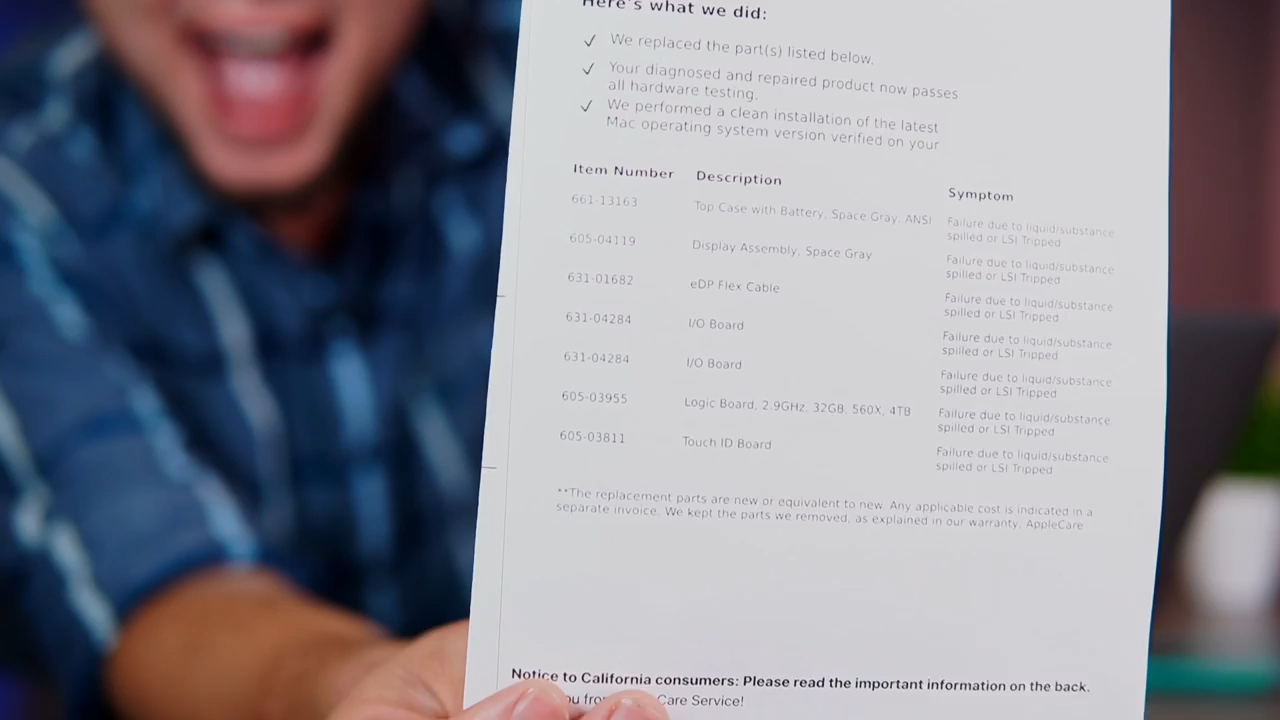 Here's what we did:
✓ We replaced the part(s) listed below.
✓ Your diagnosed and repaired product now passes
all hardware testing.
✓ We performed a clean installation of the latest
Mac operating system version verified on your
Item Number Description Symptom
661-13163 Top Case with Battery, Space Gray, ANSI Failure due to liquid/substance
spilled or LSI Tripped
605-04119 Display Assembly, Space Gray Failure due to liquid/substance
spilled or LSI Tripped
631-01682 eDP Flex Cable Failure due to liquid/substance
spilled or LSI Tripped
631-04284 I/O Board Failure due to liquid/substance
spilled or LSI Tripped
631-04284 I/O Board Failure due to liquid/substance
spilled or LSI Tripped
605-03955 Logic Board, 2.9GHz, 32GB, 560X, 4TB Failure due to liquid/substance
spilled or LSI Tripped
605-03811 Touch ID Board Failure due to liquid/substance
spilled or LSI Tripped
**The replacement parts are new or equivalent to new. Any applicable cost is indicated in a
separate invoice. We kept the parts we removed, as explained in our warranty, AppleCare
Notice to California consumers: Please read the important information on the back.
Care Service!